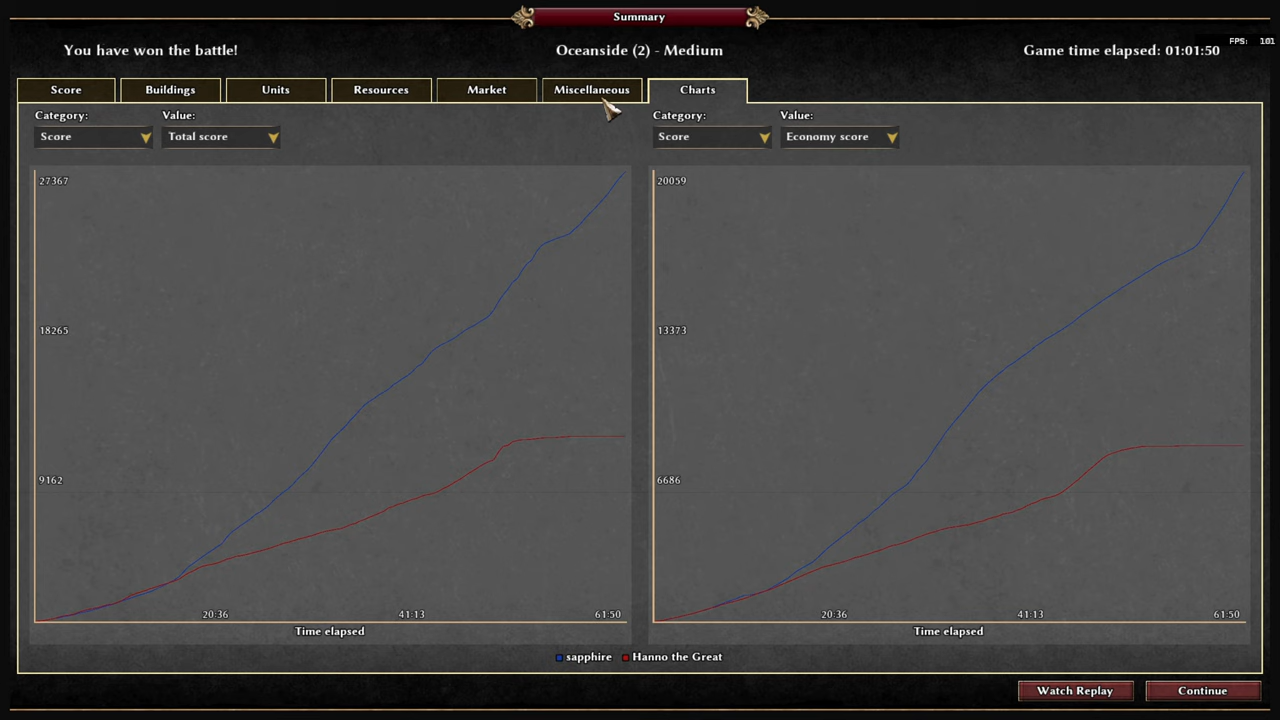 Summary
You have won the battle!
Oceanside (2) - Medium
Game time elapsed: 01:01:50
FPS: 101
Score
Buildings
Units
Resources
Market
Miscellaneous
Charts
Category:
Value:
Score
Total score
Category:
Value:
Score
Economy score
27367
18265
9162
20:36
41:13
61:50
Time elapsed
20059
13373
6686
20:36
41:13
61:50
Time elapsed
sapphire
Hanno the Great
Watch Replay
Continue